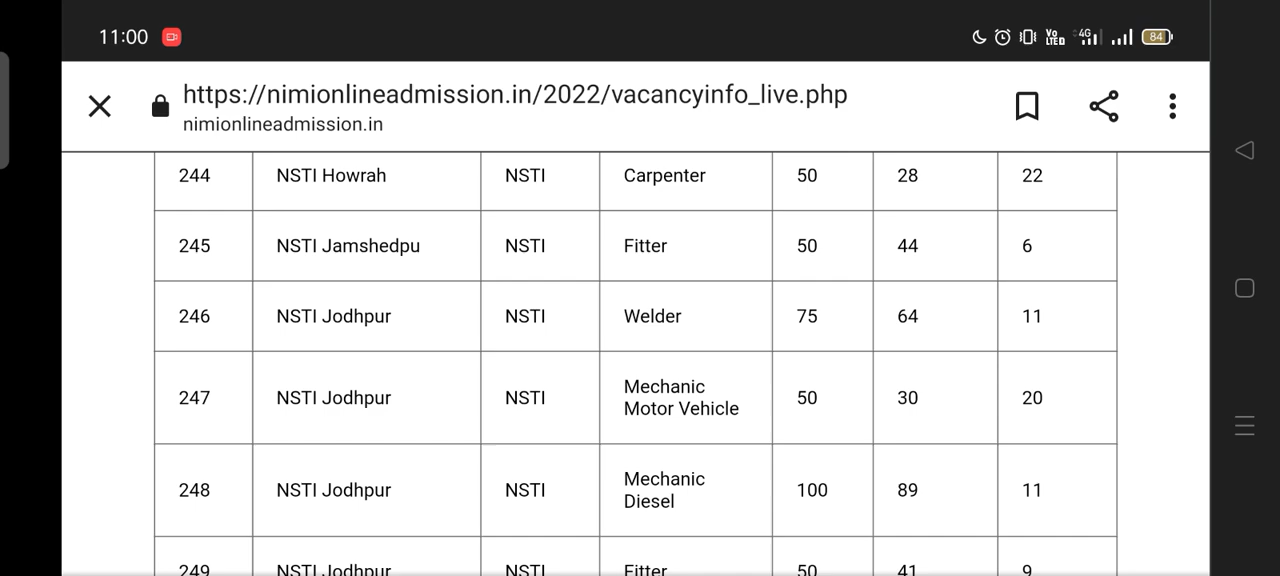 11:00
Vo
LTE
4G
84
https://nimionlineadmission.in/2022/vacancyinfo_live.php
nimionlineadmission.in
244 NSTI Howrah NSTI Carpenter 50 28 22
245 NSTI Jamshedpu NSTI Fitter 50 44 6
246 NSTI Jodhpur NSTI Welder 75 64 11
247 NSTI Jodhpur NSTI Mechanic Motor Vehicle 50 30 20
248 NSTI Jodhpur NSTI Mechanic Diesel 100 89 11
249 NSTI Jodhpur NSTI Fitter 50 41 9